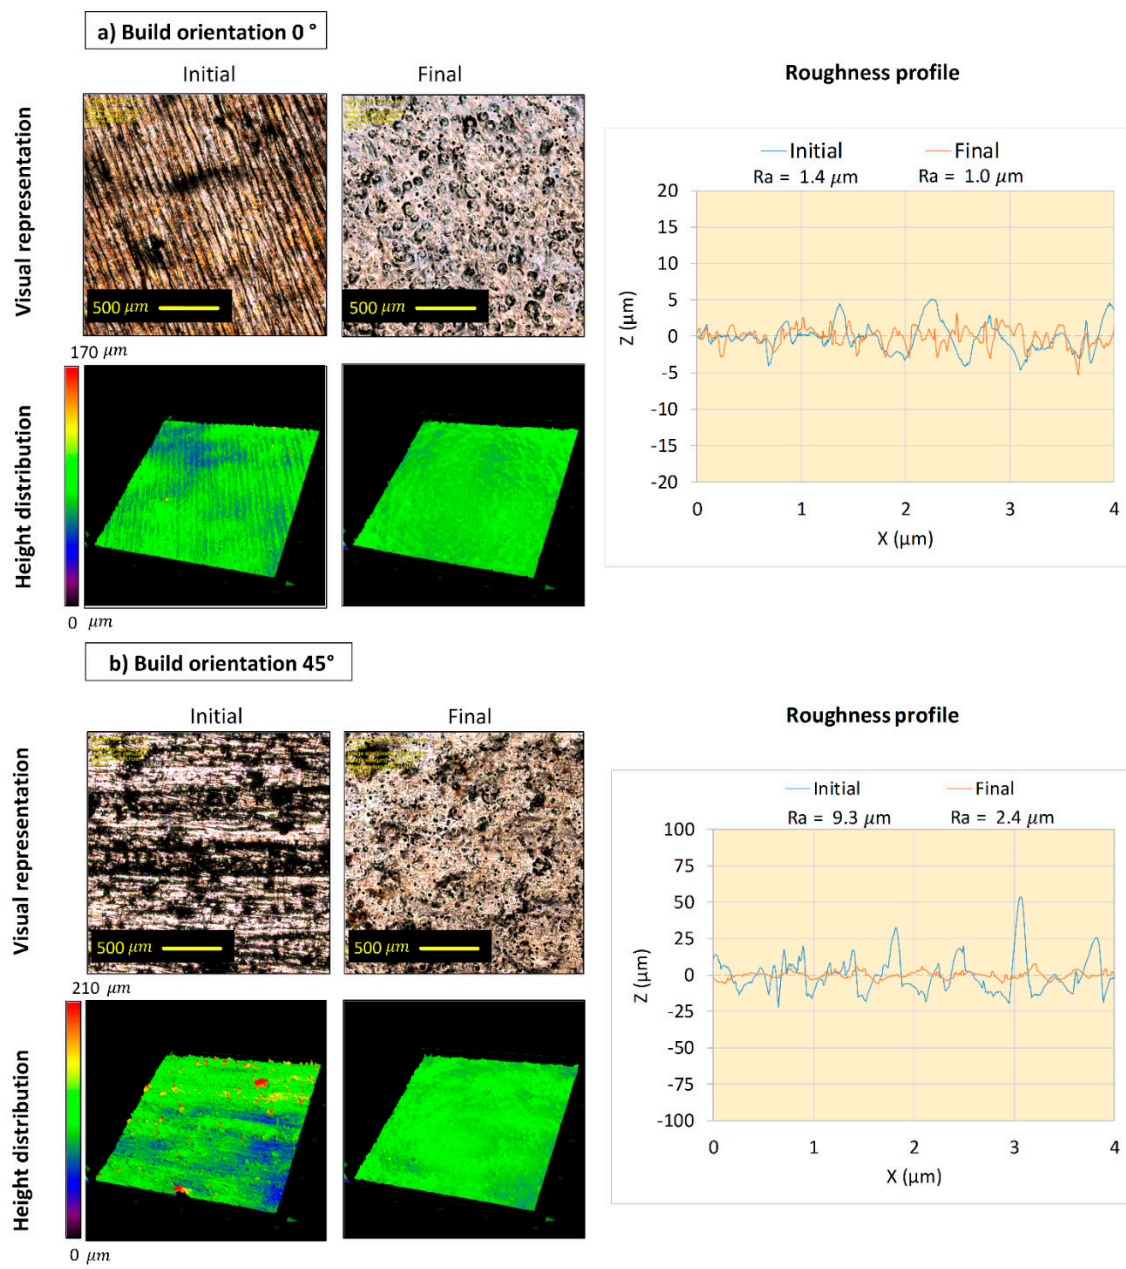 a) Build orientation 0 °
Initial
Final
Visual representation
500 µm
500 µm
Roughness profile
Initial
Final
Ra = 1.4 µm
Ra = 1.0 µm
20
15
10
5
0
-5
-10
-15
-20
Z (µm)
0 1 2 3 4
X (µm)
170 µm
Height distribution
0 µm
b) Build orientation 45°
Initial
Final
Visual representation
500 µm
500 µm
Roughness profile
Initial
Final
Ra = 9.3 µm
Ra = 2.4 µm
100
75
50
25
0
-25
-50
-75
-100
Z (µm)
0 1 2 3 4
X (µm)
210 µm
Height distribution
0 µm